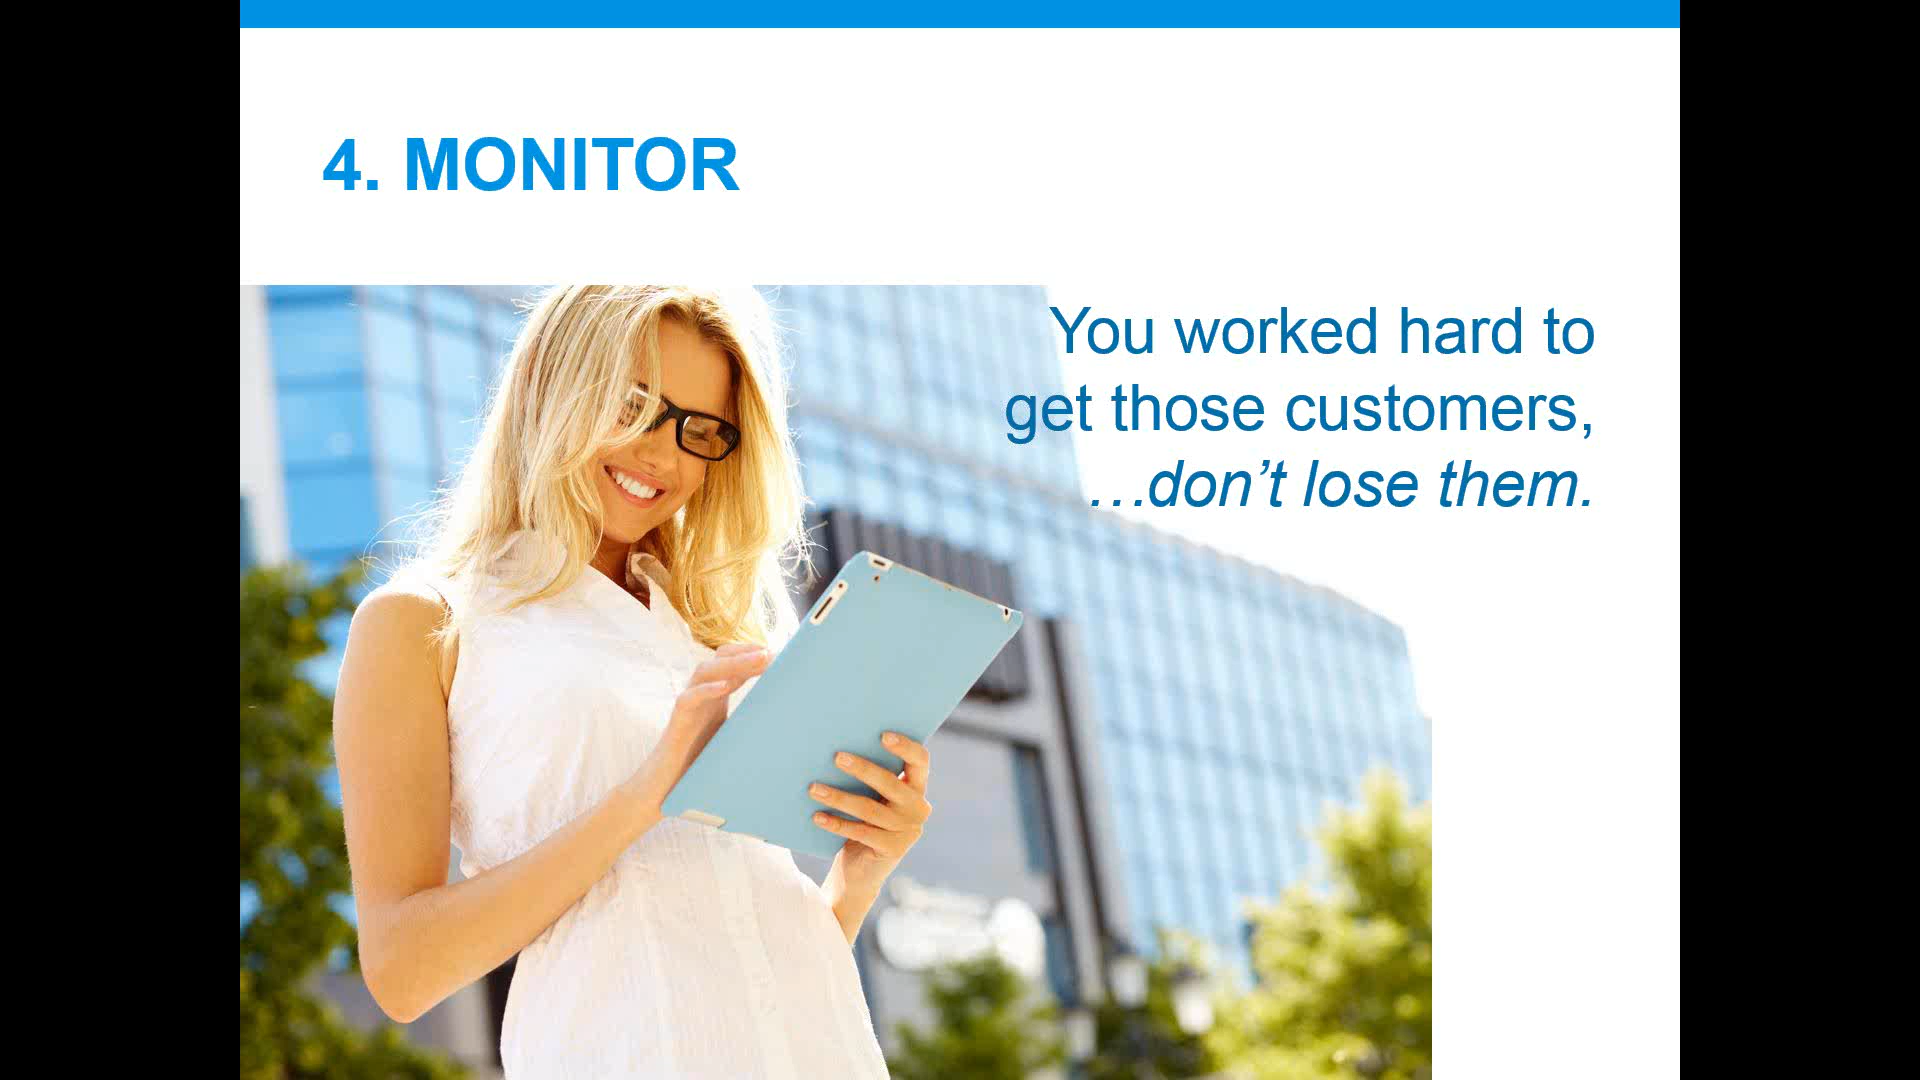 4. MONITOR
You worked hard to
get those customers,
…don’t lose them.